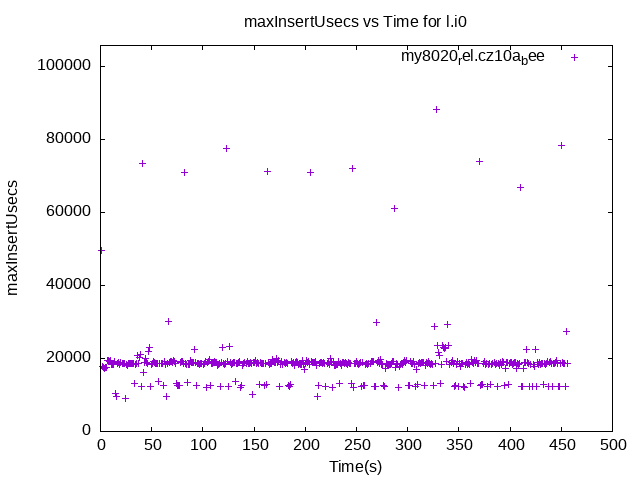 maxInsertUsecs vs Time for l.i0
my8020rel.cz10abee
maxInsertUsecs
100000
80000
60000
40000
20000
0
0 50 100 150 200 250 300 350 400 450 500
Time(s)